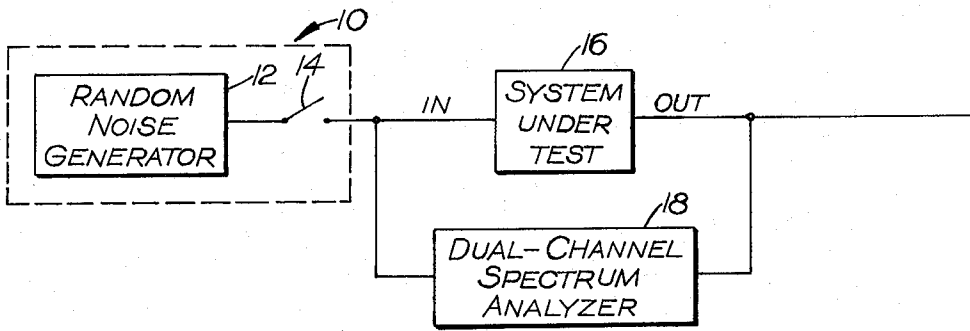 10
12
14
RANDOM
NOISE
GENERATOR
IN
16
SYSTEM
UNDER
TEST
OUT
18
DUAL-CHANNEL
SPECTRUM
ANALYZER